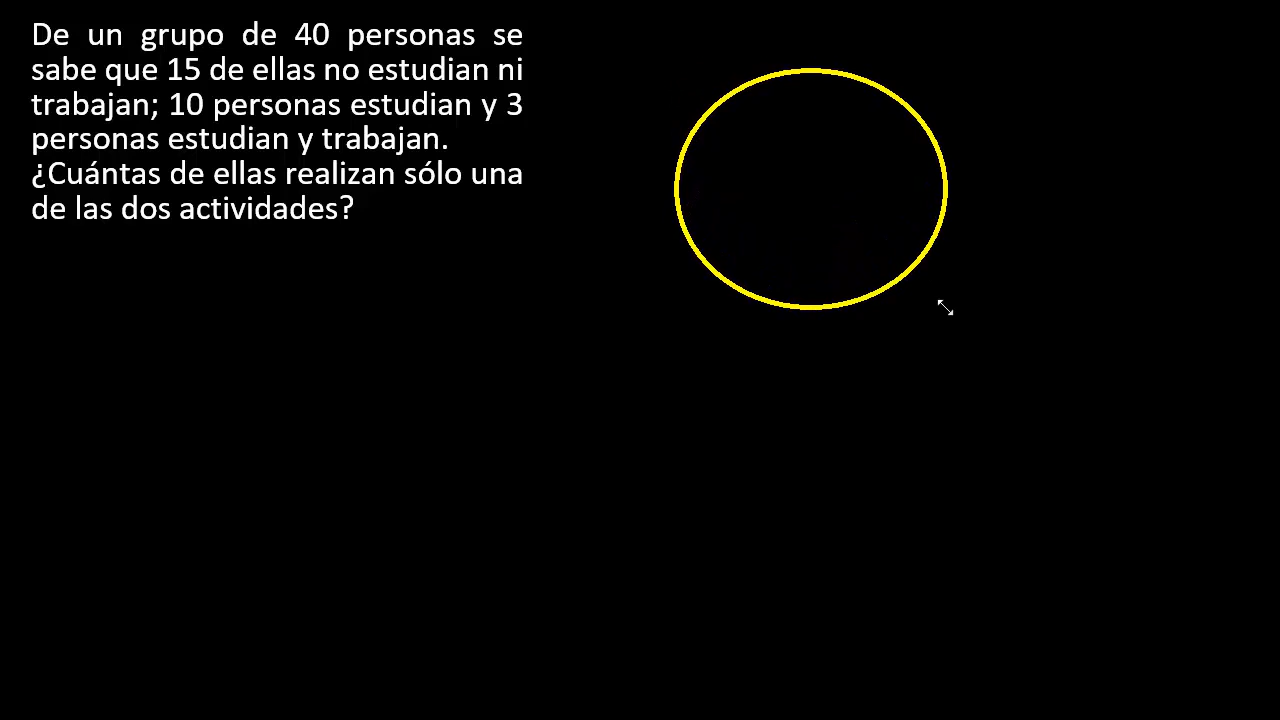 De un grupo de 40 personas se
sabe que 15 de ellas no estudian ni
trabajan; 10 personas estudian y 3
personas estudian y trabajan.
¿Cuántas de ellas realizan sólo una
de las dos actividades?